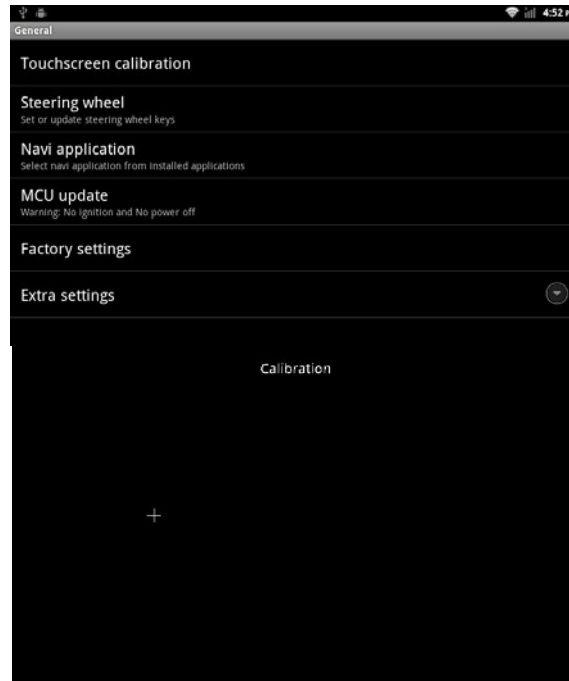 4:52
General
Touchscreen calibration
Steering wheel
Set or update steering wheel keys
Navi application
Select navi application from installed applications
MCU update
Warning: No ignition and No power off
Factory settings
Extra settings
Calibration